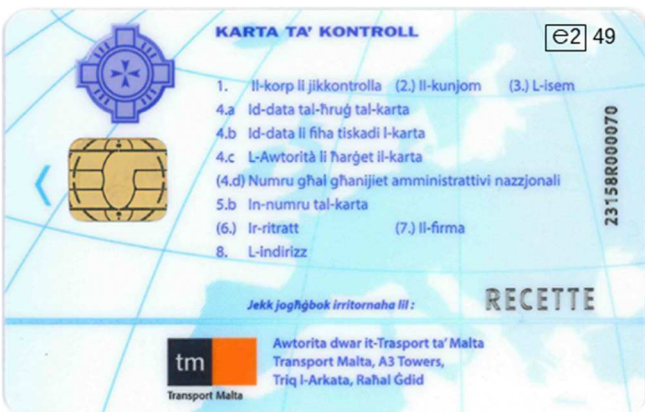 KARTA TA' KONTROLL
e2 49
1. Il-korp li jikkontrolla (2.) Il-kunjom (3.) L-isem
4.a Id-data tal-ħruġ tal-karta
4.b Id-data li fiha tiskadi l-karta
4.c L-Awtorità li ħarġet il-karta
(4.d) Numru għal għanijiet amministrattivi nazzjonali
5.b In-numru tal-karta
(6.) Ir-ritratt (7.) Il-firma
8. L-indirizz
23158R000070
Jekk jogħġbok irritornaha lil :
RECETTE
tm
Transport Malta
Awtorita dwar it-Trasport ta' Malta
Transport Malta, A3 Towers,
Triq l-Arkata, Raħal Ġdid